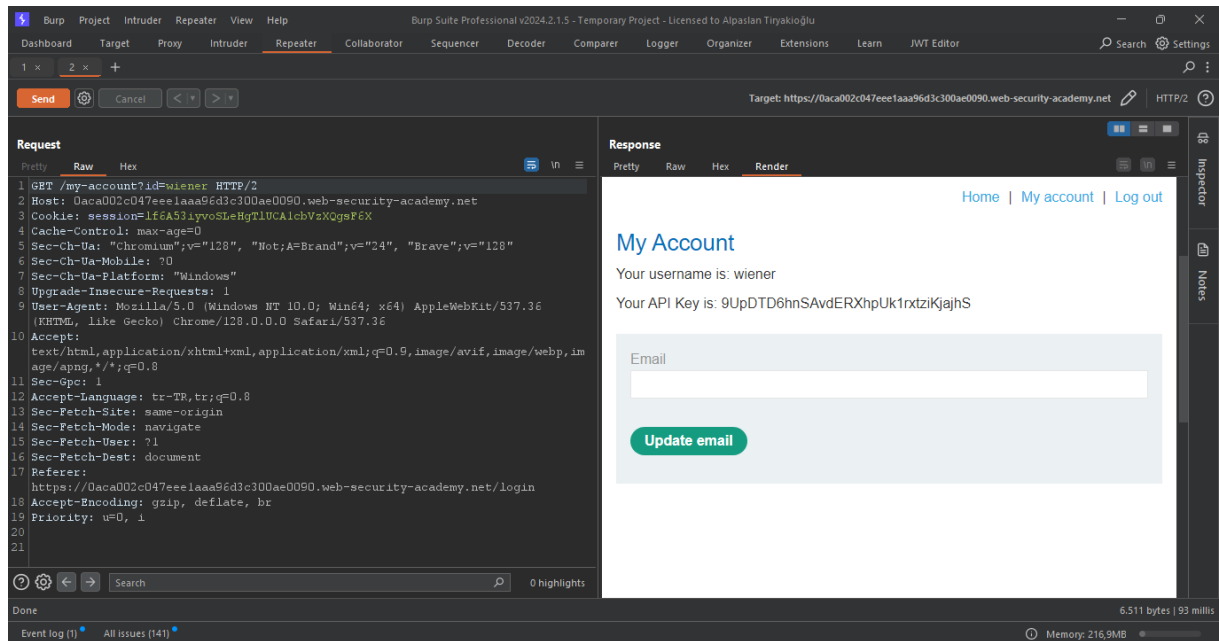 Burp Project Intruder Repeater View Help Burp Suite Professional v2024.2.1.5 - Temporary Project - Licensed to Alpaslan Tiryakioğlu
Dashboard Target Proxy Intruder Repeater Collaborator Sequencer Decoder Comparer Logger Organizer Extensions Learn JWT Editor Search Settings
1 × 2 × +
Send Cancel < > Target: https://0aca002c047eee1aaa96d3c300ae0090.web-security-academy.net HTTP/2
Request
Pretty Raw Hex \n
1 GET /my-account?id=wiener HTTP/2
2 Host: 0aca002c047eee1aaa96d3c300ae0090.web-security-academy.net
3 Cookie: session=lf6A53iyvoSLeHgTlUCAlcbVzXQgsF6X
4 Cache-Control: max-age=0
5 Sec-Ch-Ua: "Chromium";v="128", "Not;A=Brand";v="24", "Brave";v="128"
6 Sec-Ch-Ua-Mobile: ?0
7 Sec-Ch-Ua-Platform: "Windows"
8 Upgrade-Insecure-Requests: 1
9 User-Agent: Mozilla/5.0 (Windows NT 10.0; Win64; x64) AppleWebKit/537.36
(KHTML, like Gecko) Chrome/128.0.0.0 Safari/537.36
10 Accept:
text/html,application/xhtml+xml,application/xml;q=0.9,image/avif,image/webp,im
age/apng,*/*;q=0.8
11 Sec-Gpc: 1
12 Accept-Language: tr-TR,tr;q=0.8
13 Sec-Fetch-Site: same-origin
14 Sec-Fetch-Mode: navigate
15 Sec-Fetch-User: ?1
16 Sec-Fetch-Dest: document
17 Referer:
https://0aca002c047eee1aaa96d3c300ae0090.web-security-academy.net/login
18 Accept-Encoding: gzip, deflate, br
19 Priority: u=0, i
20
21
Search 0 highlights
Response
Pretty Raw Hex Render \n
Home | My account | Log out
My Account
Your username is: wiener
Your API Key is: 9UpDTD6hnSAvdERXhpUk1rxtziKjajhS
Email
Update email
Inspector
Notes
Done 6.511 bytes | 93 millis
Event log (1) All issues (141) Memory: 216,9MB